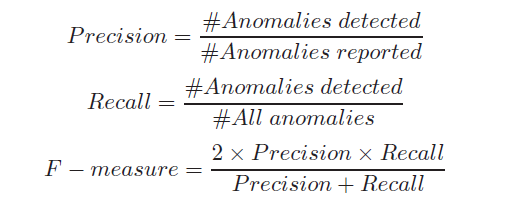 Precision = #Anomalies detected / #Anomalies reported
Recall = #Anomalies detected / #All anomalies
F − measure = 2 × Precision × Recall / Precision + Recall